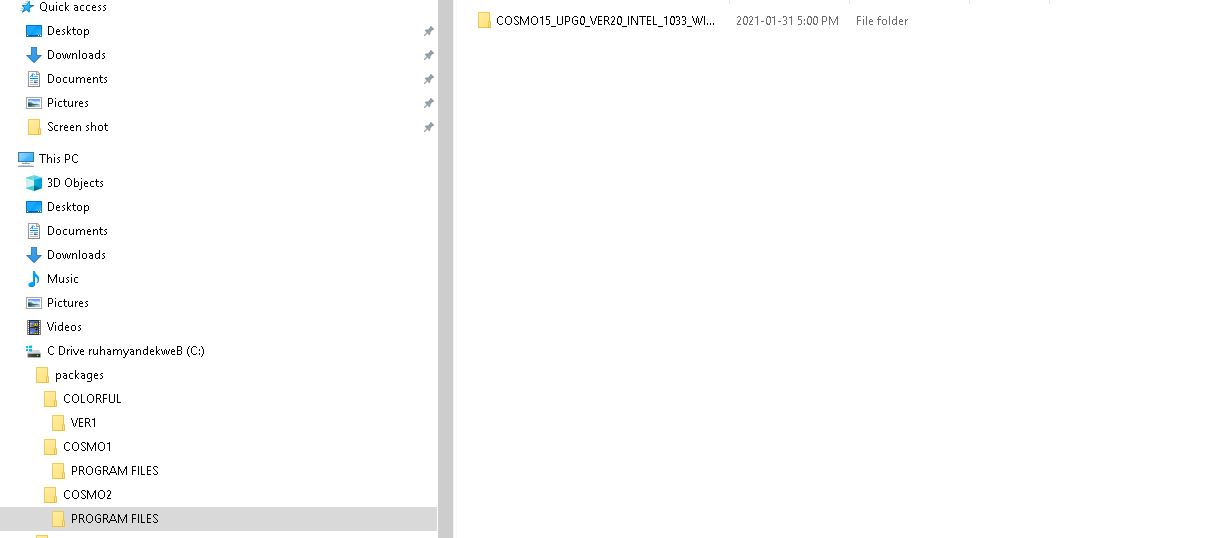 Quick access
Desktop
Downloads
Documents
Pictures
Screen shot
This PC
3D Objects
Desktop
Documents
Downloads
Music
Pictures
Videos
C Drive ruhamyandekweB (C:)
packages
COLORFUL
VER1
COSMO1
PROGRAM FILES
COSMO2
PROGRAM FILES
COSMO15_UPG0_VER20_INTEL_1033_WI... 2021-01-31 5:00 PM File folder